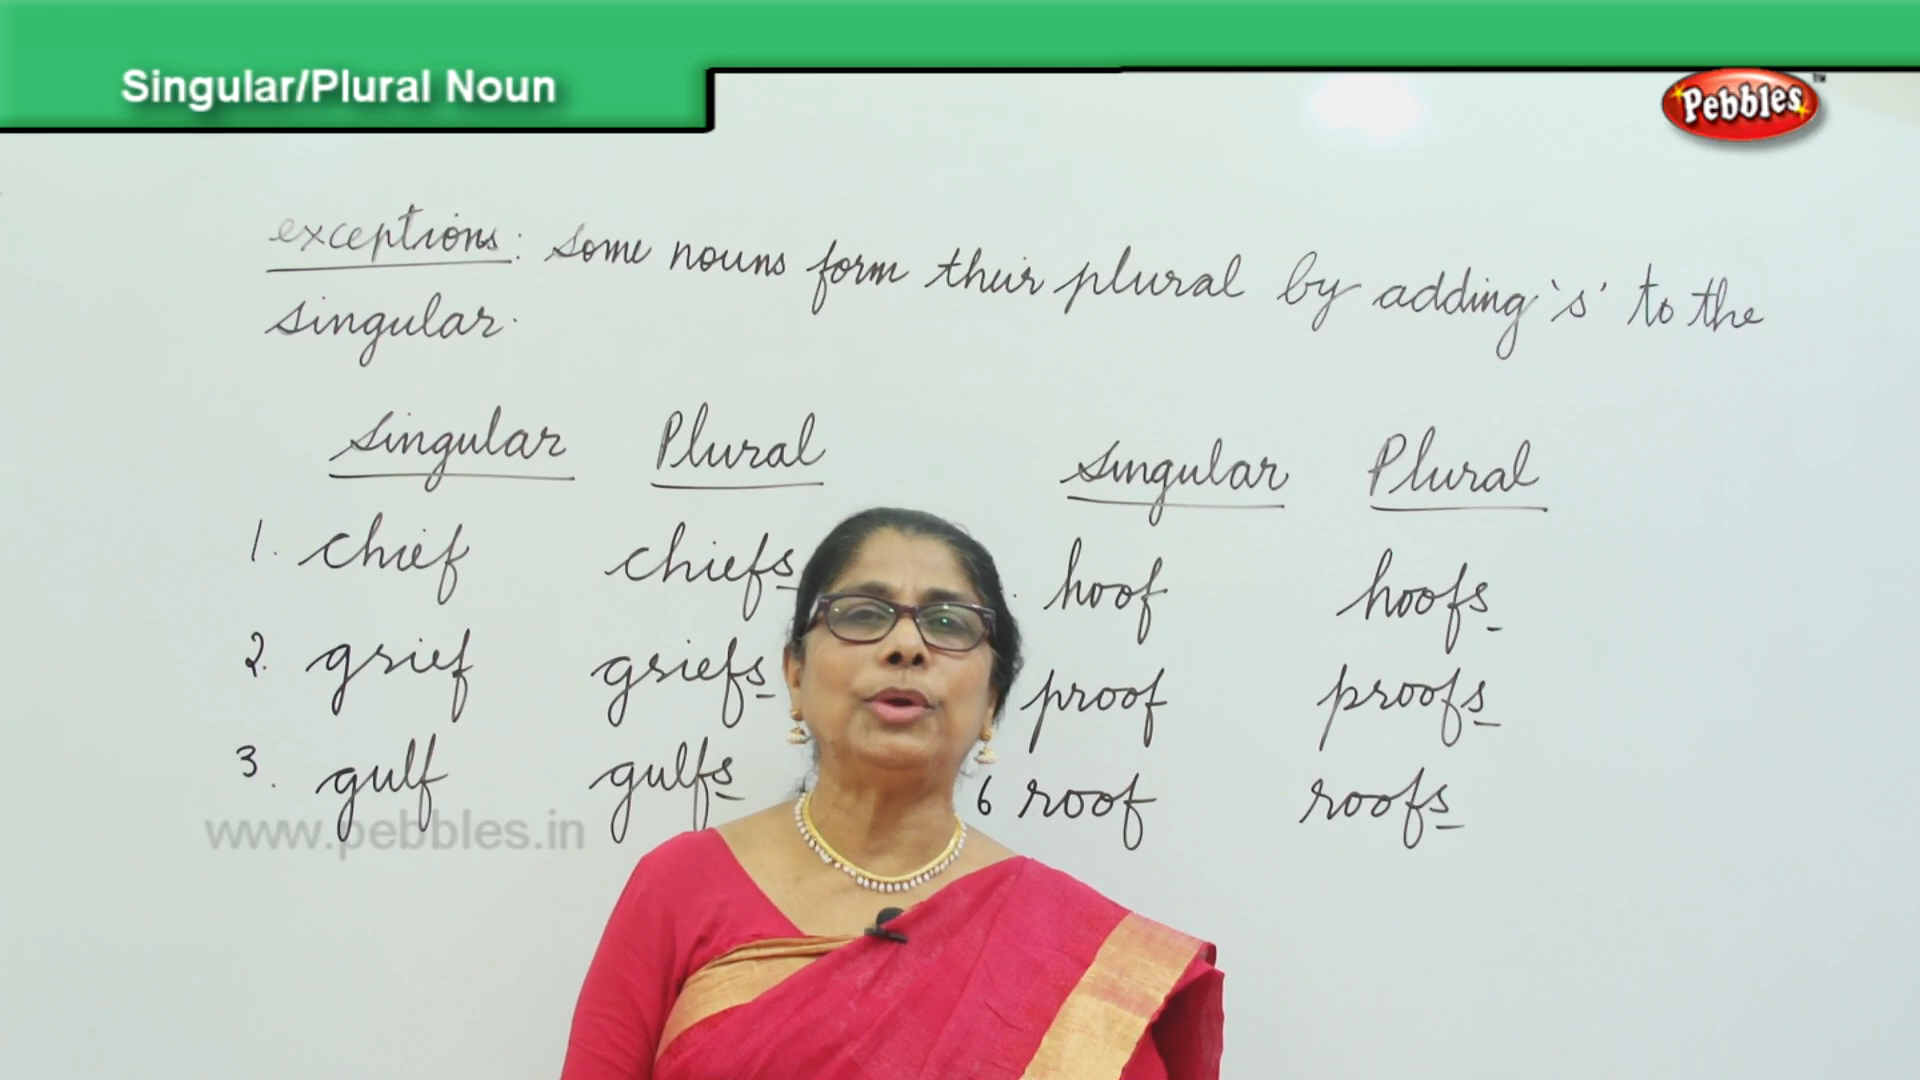 Singular/Plural Noun
Pebbles™
exceptions: some nouns form their plural by adding 's' to the
singular.
singular Plural singular Plural
1. chief chiefs hoof hoofs
2. grief griefs proof proofs
3. gulf gulfs 6 roof roofs
www.pebbles.in